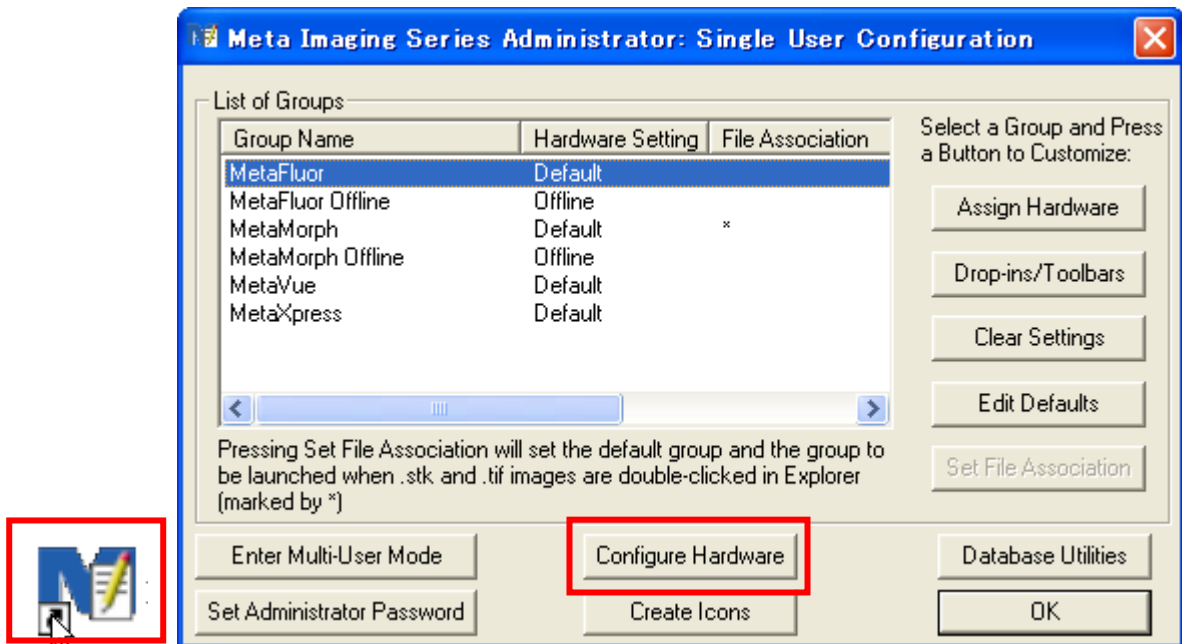 Meta Imaging Series Administrator: Single User Configuration
List of Groups
Group Name Hardware Setting File Association
MetaFluor Default
MetaFluor Offline Offline
MetaMorph Default *
MetaMorph Offline Offline
MetaVue Default
MetaXpress Default
Pressing Set File Association will set the default group and the group to
be launched when .stk and .tif images are double-clicked in Explorer
(marked by *)
Select a Group and Press
a Button to Customize:
Assign Hardware
Drop-ins/Toolbars
Clear Settings
Edit Defaults
Set File Association
Enter Multi-User Mode Configure Hardware Database Utilities
Set Administrator Password Create Icons OK